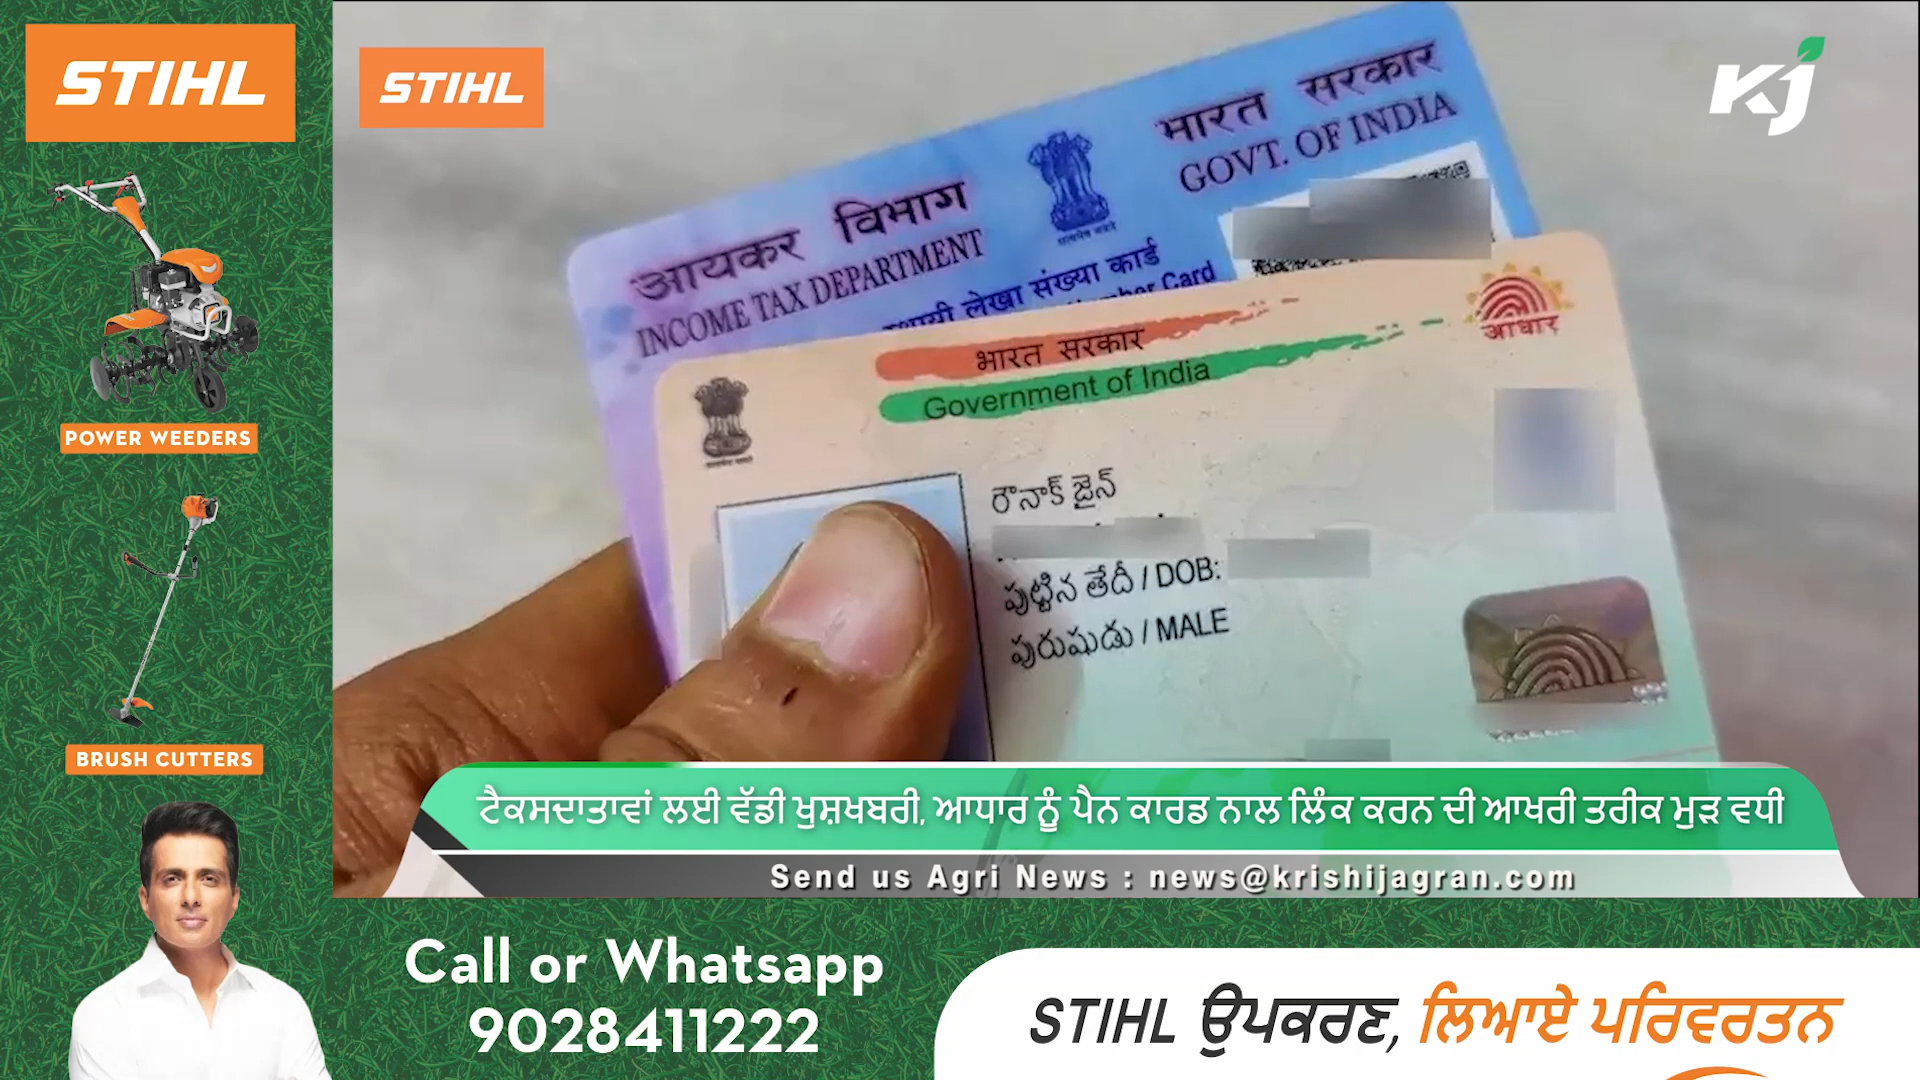 STIHL
POWER WEEDERS
BRUSH CUTTERS
STIHL
KJ
भारत सरकार
GOVT. OF INDIA
आयकर विभाग
INCOME TAX DEPARTMENT
लेखा संख्या कार्ड
Card
भारत सरकार
Government of India
आधार
రౌనాక్ జైన్
పుట్టిన తేదీ / DOB:
పురుషుడు / MALE
ਟੈਕਸਦਾਤਾਵਾਂ ਲਈ ਵੱਡੀ ਖੁਸ਼ਖਬਰੀ, ਆਧਾਰ ਨੂੰ ਪੈਨ ਕਾਰਡ ਨਾਲ ਲਿੰਕ ਕਰਨ ਦੀ ਆਖਰੀ ਤਰੀਕ ਮੁੜ ਵਧੀ
Send us Agri News : news@krishijagran.com
Call or Whatsapp
9028411222
STIHL ਉਪਕਰਣ, ਲਿਆਏ ਪਰਿਵਰਤਨ